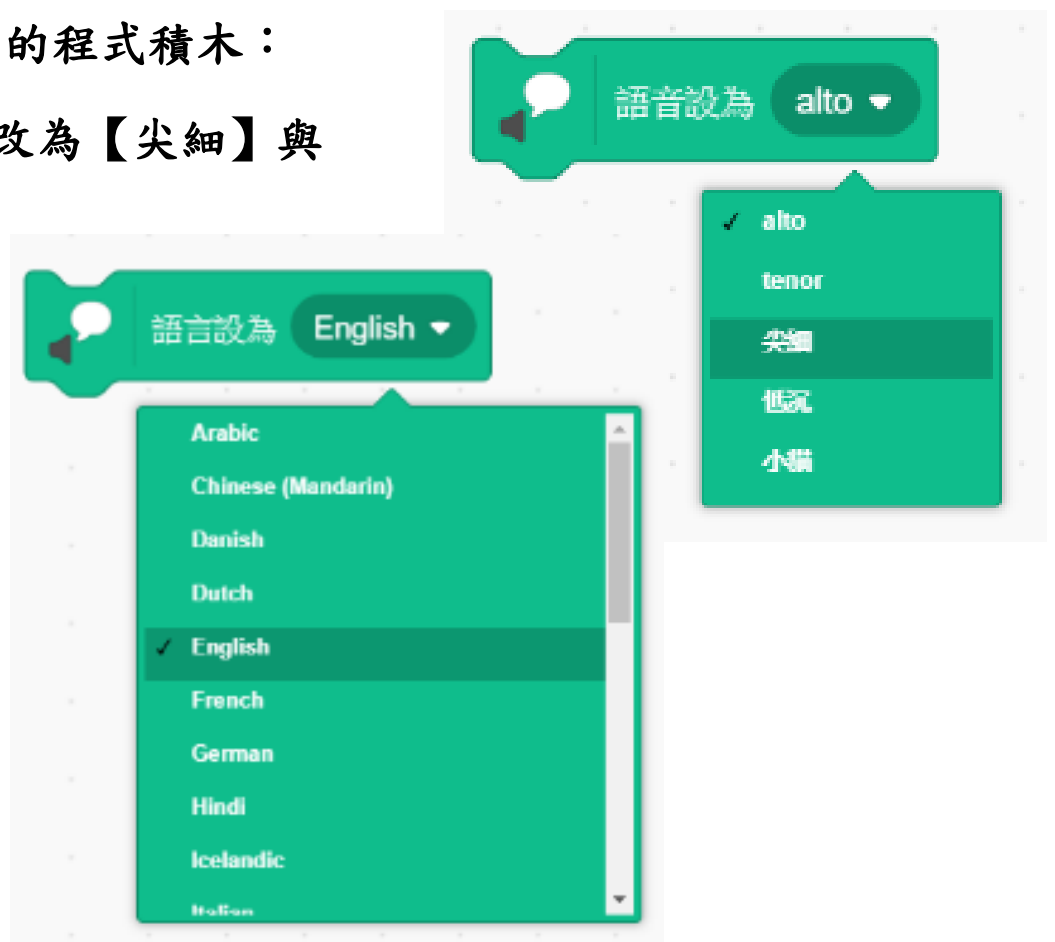 的程式積木：
改為【尖細】與
語音設為 alto
alto
tenor
尖細
低沉
小貓
語言設為 English
Arabic
Chinese (Mandarin)
Danish
Dutch
English
French
German
Hindi
Icelandic
Italian